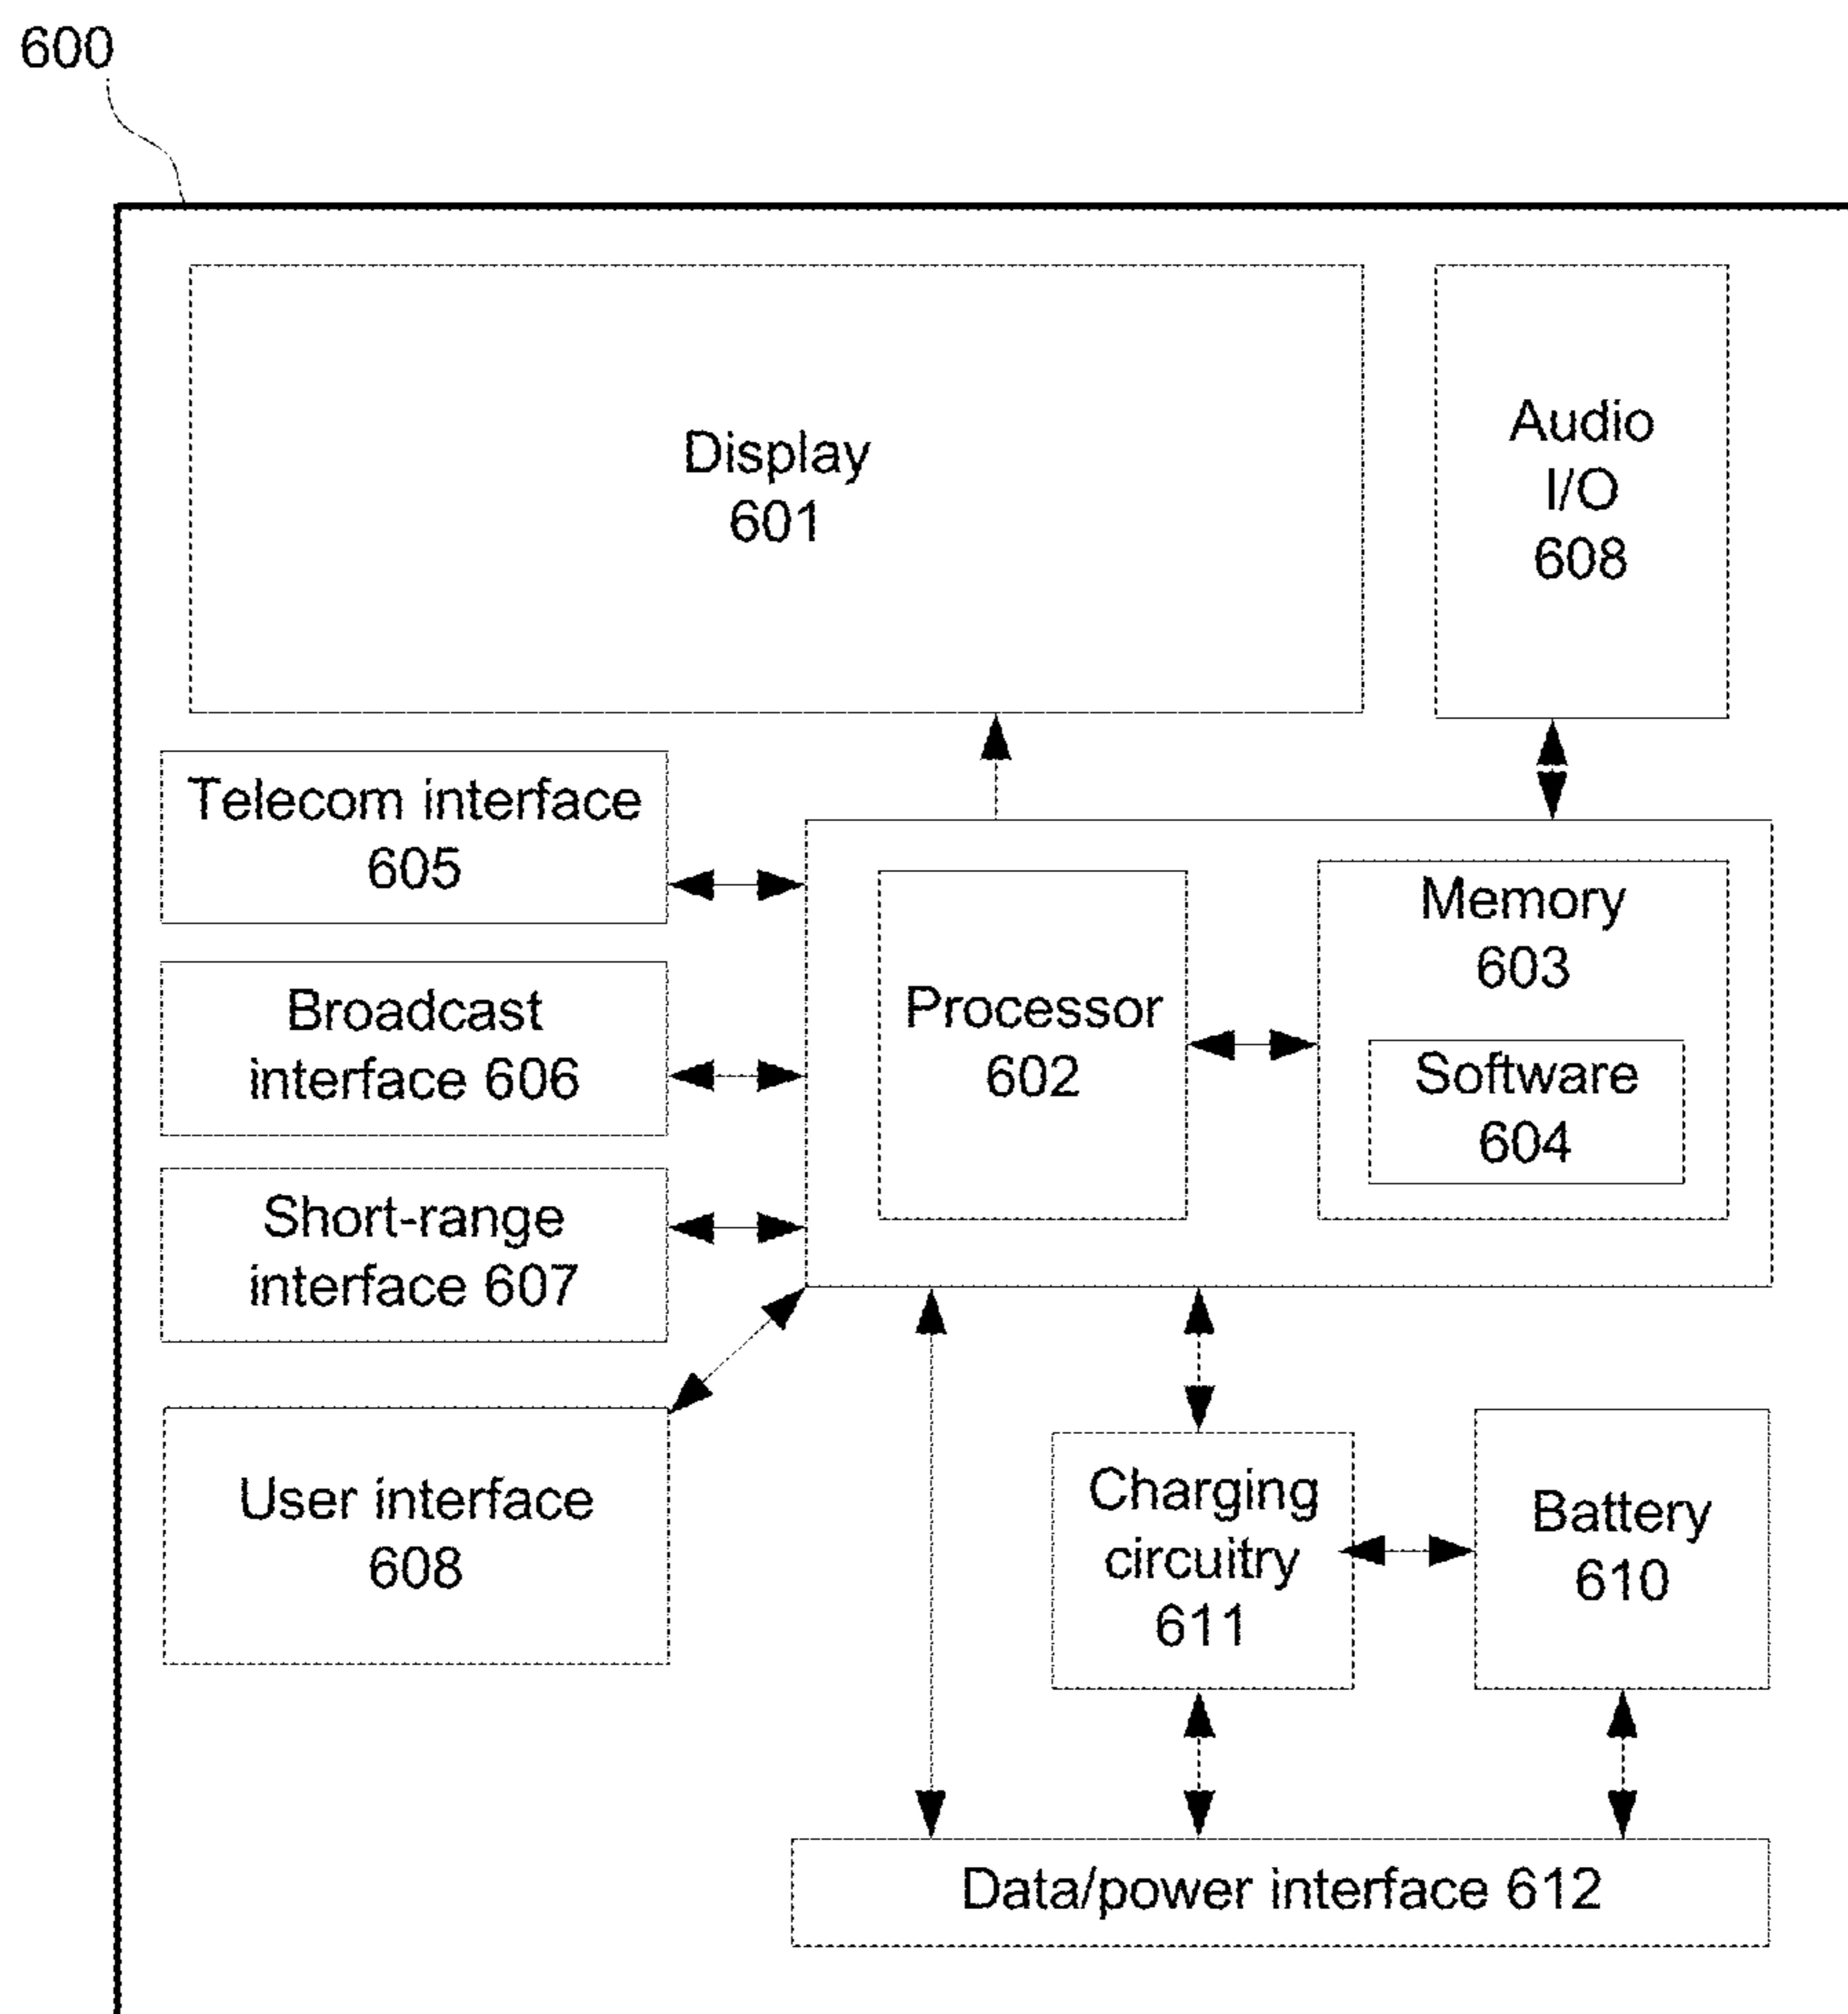 600
Display
601
Audio
I/O
608
Telecom interface
605
Broadcast
interface 606
Short-range
interface 607
User interface
608
Processor
602
Memory
603
Software
604
Charging
circuitry
611
Battery
610
Data/power interface 612